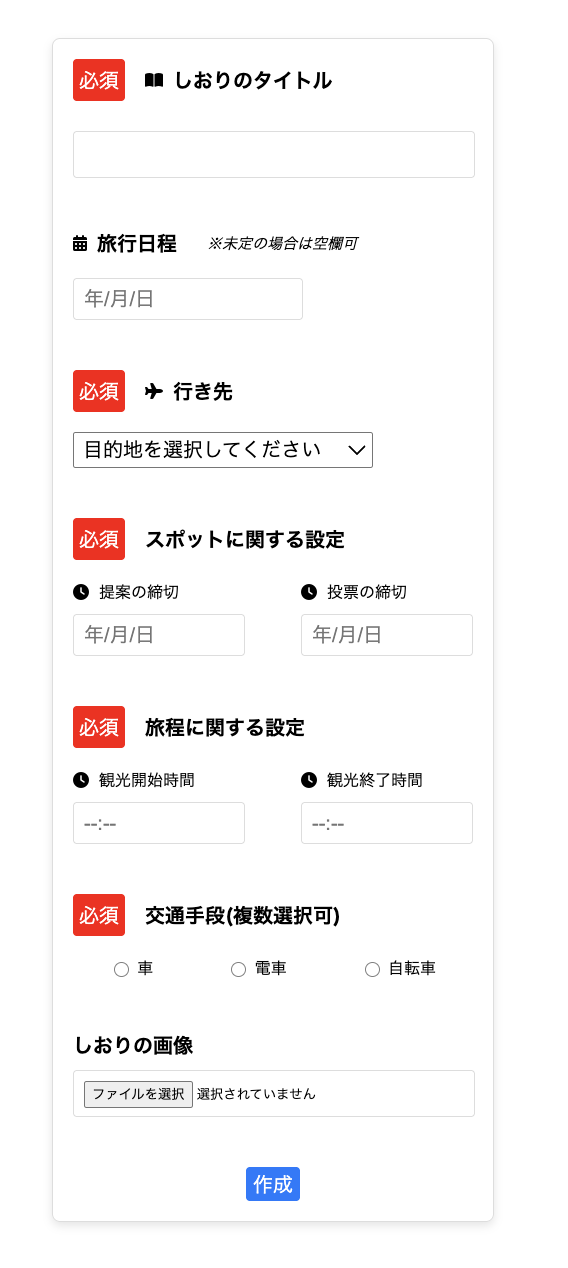 必須 しおりのタイトル
旅行日程 ※未定の場合は空欄可
年/月/日
必須 行き先
目的地を選択してください
必須 スポットに関する設定
提案の締切 投票の締切
年/月/日 年/月/日
必須 旅程に関する設定
観光開始時間 観光終了時間
--:-- --:--
必須 交通手段(複数選択可)
車 電車 自転車
しおりの画像
ファイルを選択 選択されていません
作成